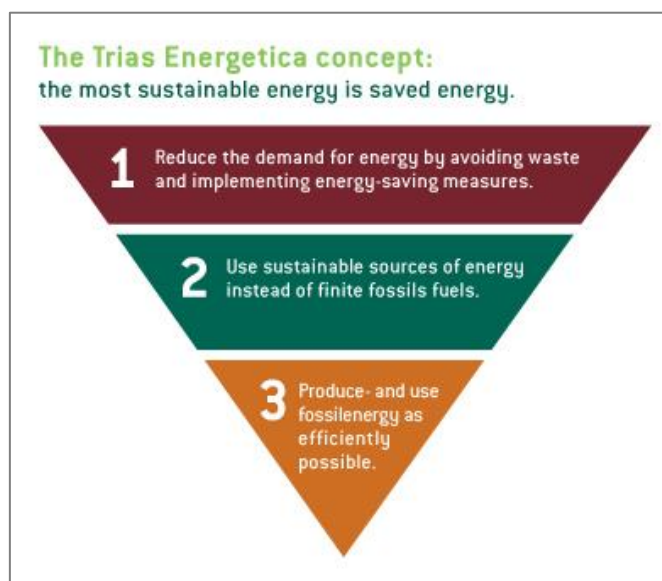 The Trias Energetica concept:
the most sustainable energy is saved energy.
1
Reduce the demand for energy by avoiding waste
and implementing energy-saving measures.
2
Use sustainable sources of energy
instead of finite fossils fuels.
3
Produce- and use
fossilenergy as
efficiently
possible.